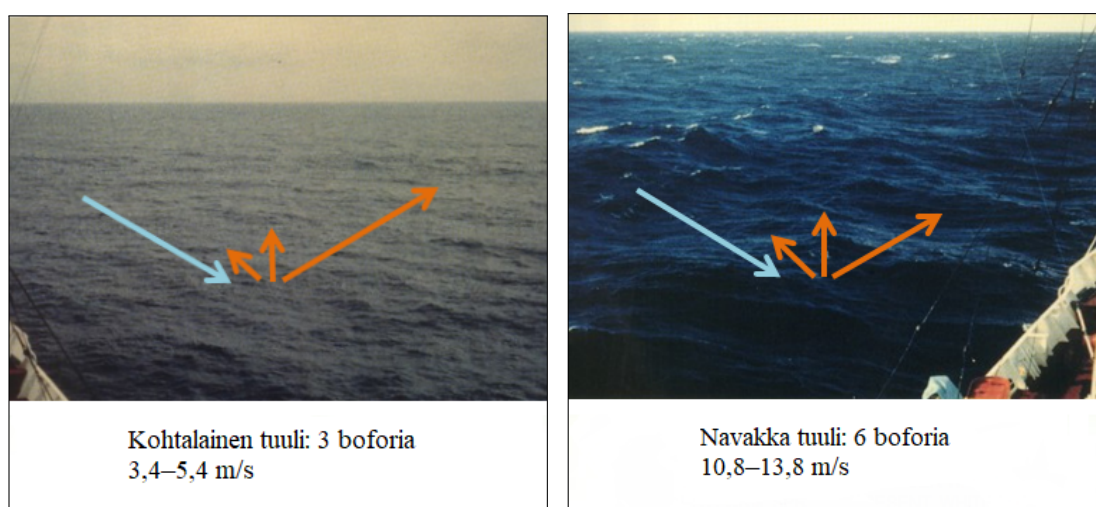 Kohtalainen tuuli: 3 boforia
3,4–5,4 m/s
Navakka tuuli: 6 boforia
10,8–13,8 m/s